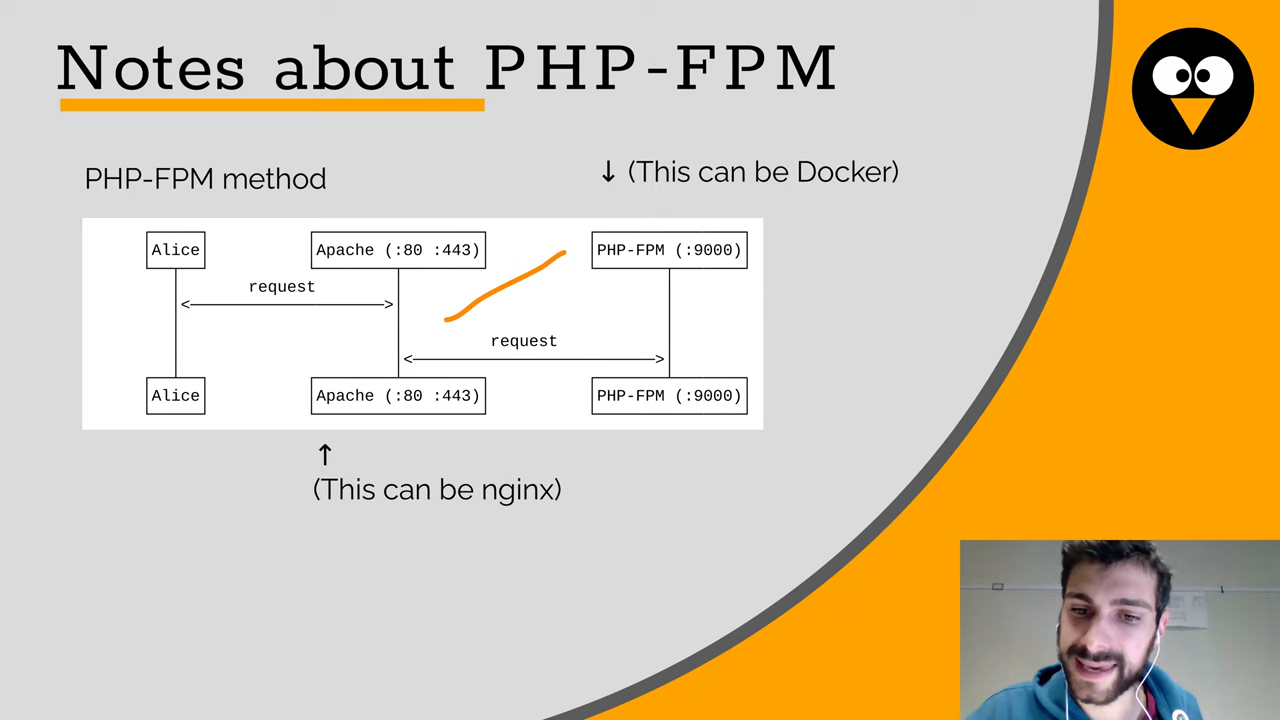 Notes about PHP-FPM
PHP-FPM method
↓ (This can be Docker)
Alice
Apache (:80 :443)
PHP-FPM (:9000)
request
request
Alice
Apache (:80 :443)
PHP-FPM (:9000)
↑
(This can be nginx)